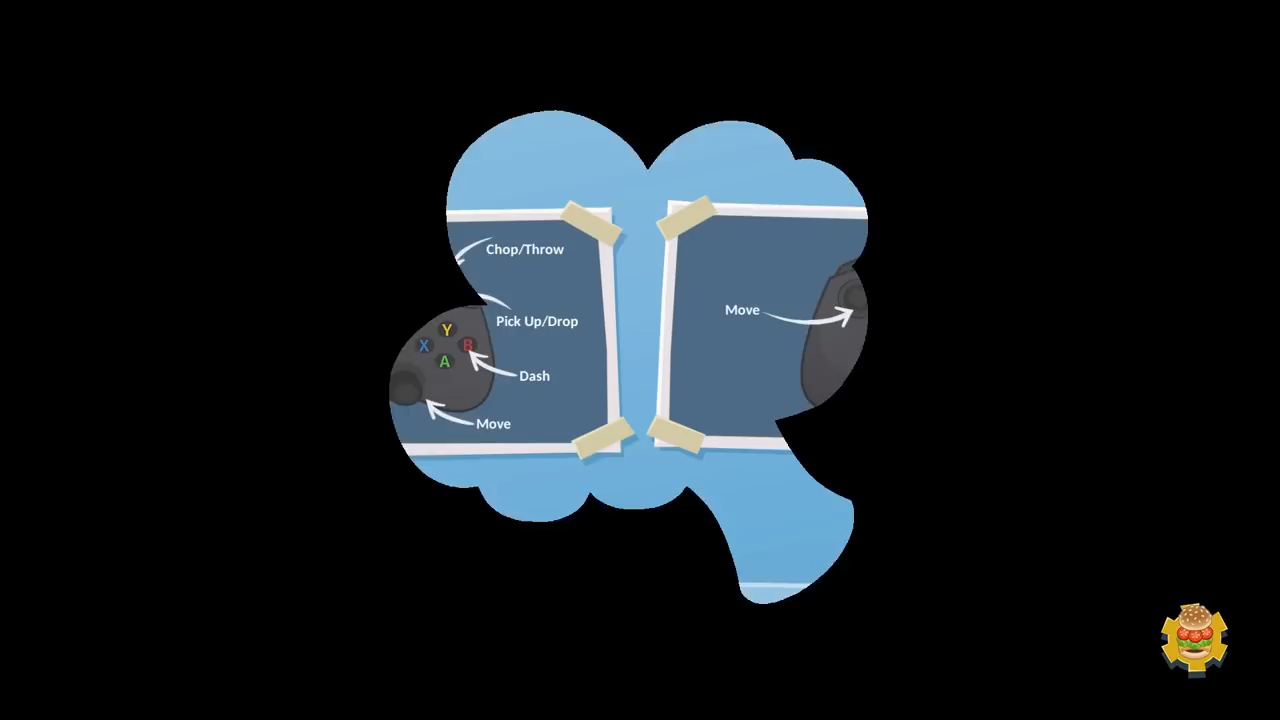 Chop/Throw
Pick Up/Drop
Y
X
B
A
Dash
Move
Move